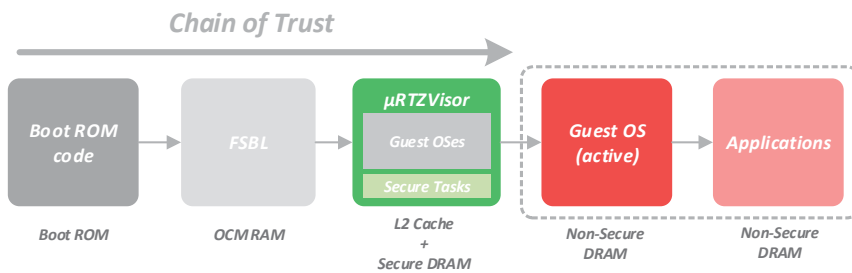 Chain of Trust
Boot ROM
code
FSBL
µRTZVisor
Guest OSes
Secure Tasks
Guest OS
(active)
Applications
Boot ROM
OCM RAM
L2 Cache
+
Secure DRAM
Non-Secure
DRAM
Non-Secure
DRAM